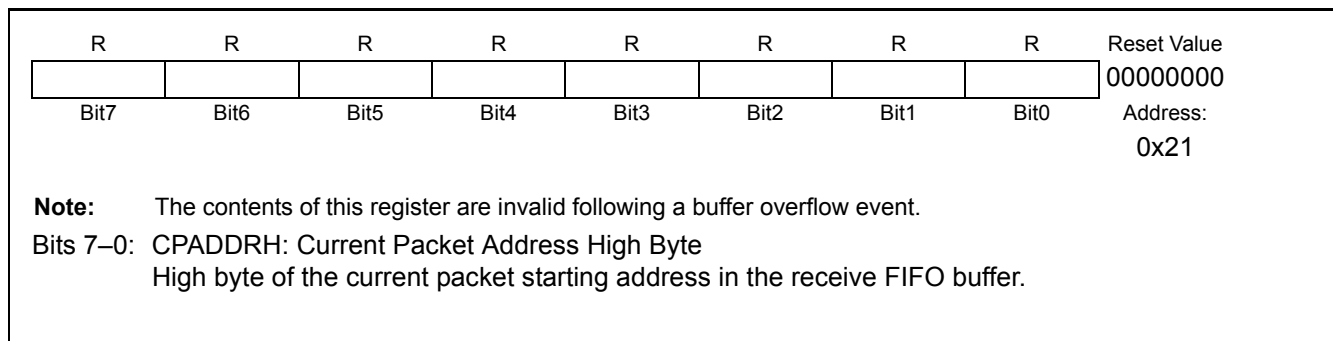 R R R R R R R R Reset Value
00000000
Bit7 Bit6 Bit5 Bit4 Bit3 Bit2 Bit1 Bit0 Address:
0x21
Note: The contents of this register are invalid following a buffer overflow event.
Bits 7–0: CPADDRH: Current Packet Address High Byte
High byte of the current packet starting address in the receive FIFO buffer.